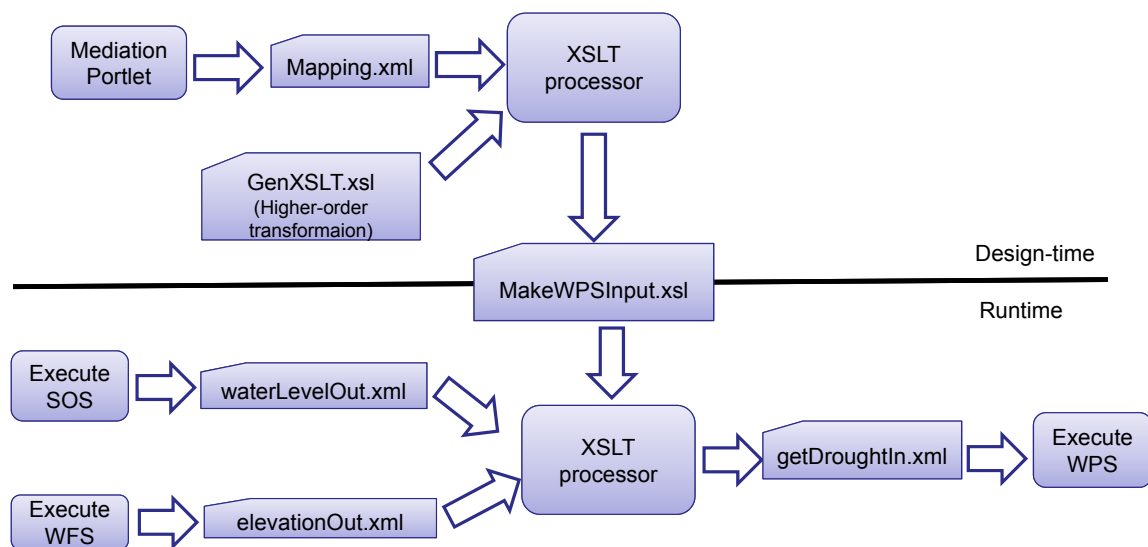 Mediation
Portlet
Mapping.xml
XSLT
processor
GenXSLT.xsl
(Higher-order
transformaion)
Design-time
MakeWPSInput.xsl
Runtime
Execute
SOS
waterLevelOut.xml
XSLT
processor
getDroughtIn.xml
Execute
WPS
Execute
WFS
elevationOut.xml